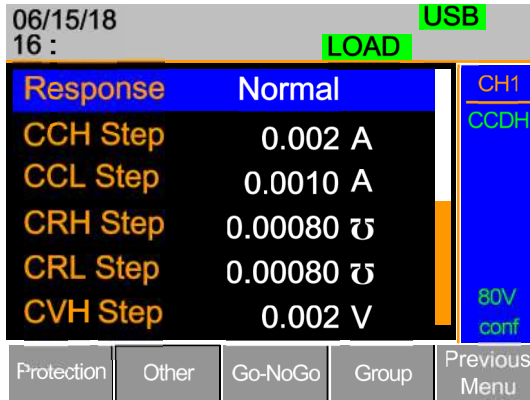 06/15/18 USB
16 : LOAD
Response Normal
CCH Step 0.002 A
CCL Step 0.0010 A
CRH Step 0.00080 ℧
CRL Step 0.00080 ℧
CVH Step 0.002 V
CH1
CCDH
80V
conf
Protection Other Go-NoGo Group Previous Menu